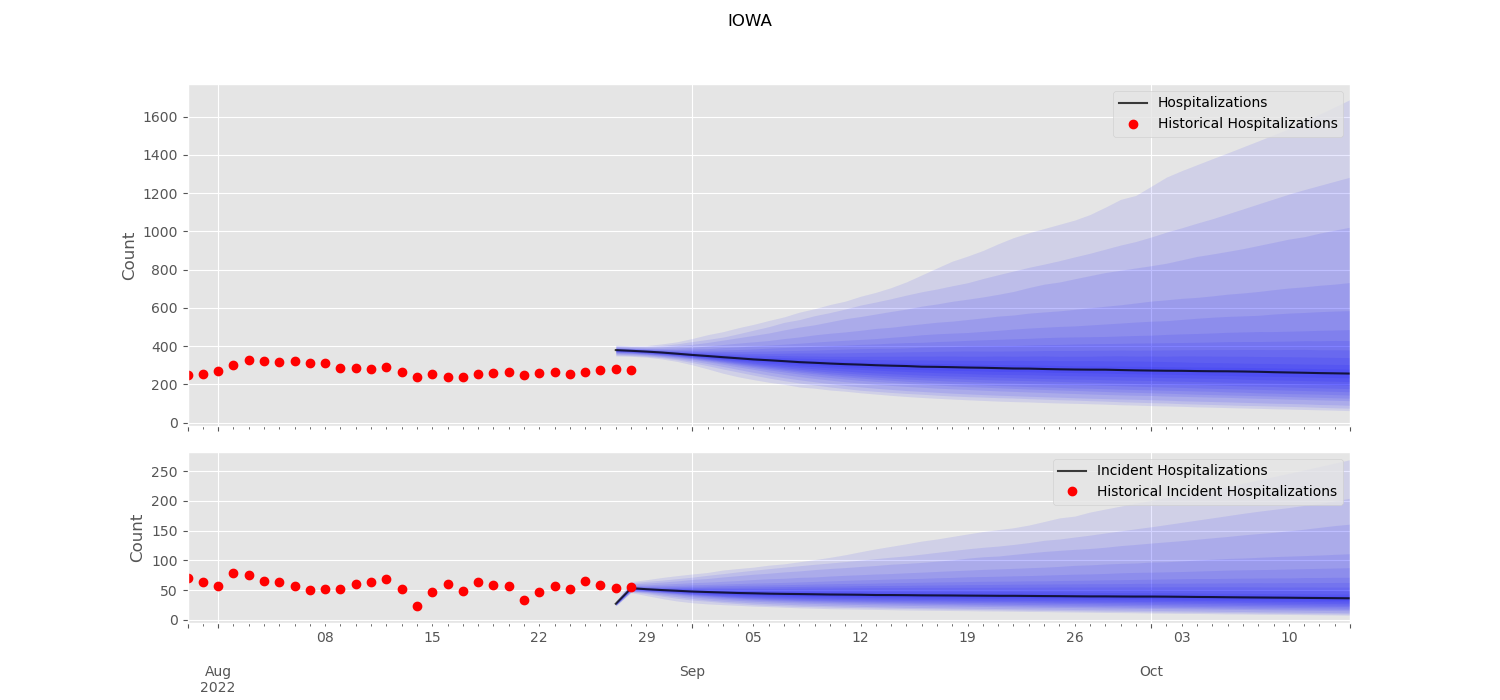 IOWA
Hospitalizations
Historical Hospitalizations
1600
1400
1200
1000
800
600
400
200
0
Count
Incident Hospitalizations
Historical Incident Hospitalizations
250
200
150
100
50
0
Count
08 15 22 29 05 12 19 26 03 10
Aug Sep Oct
2022